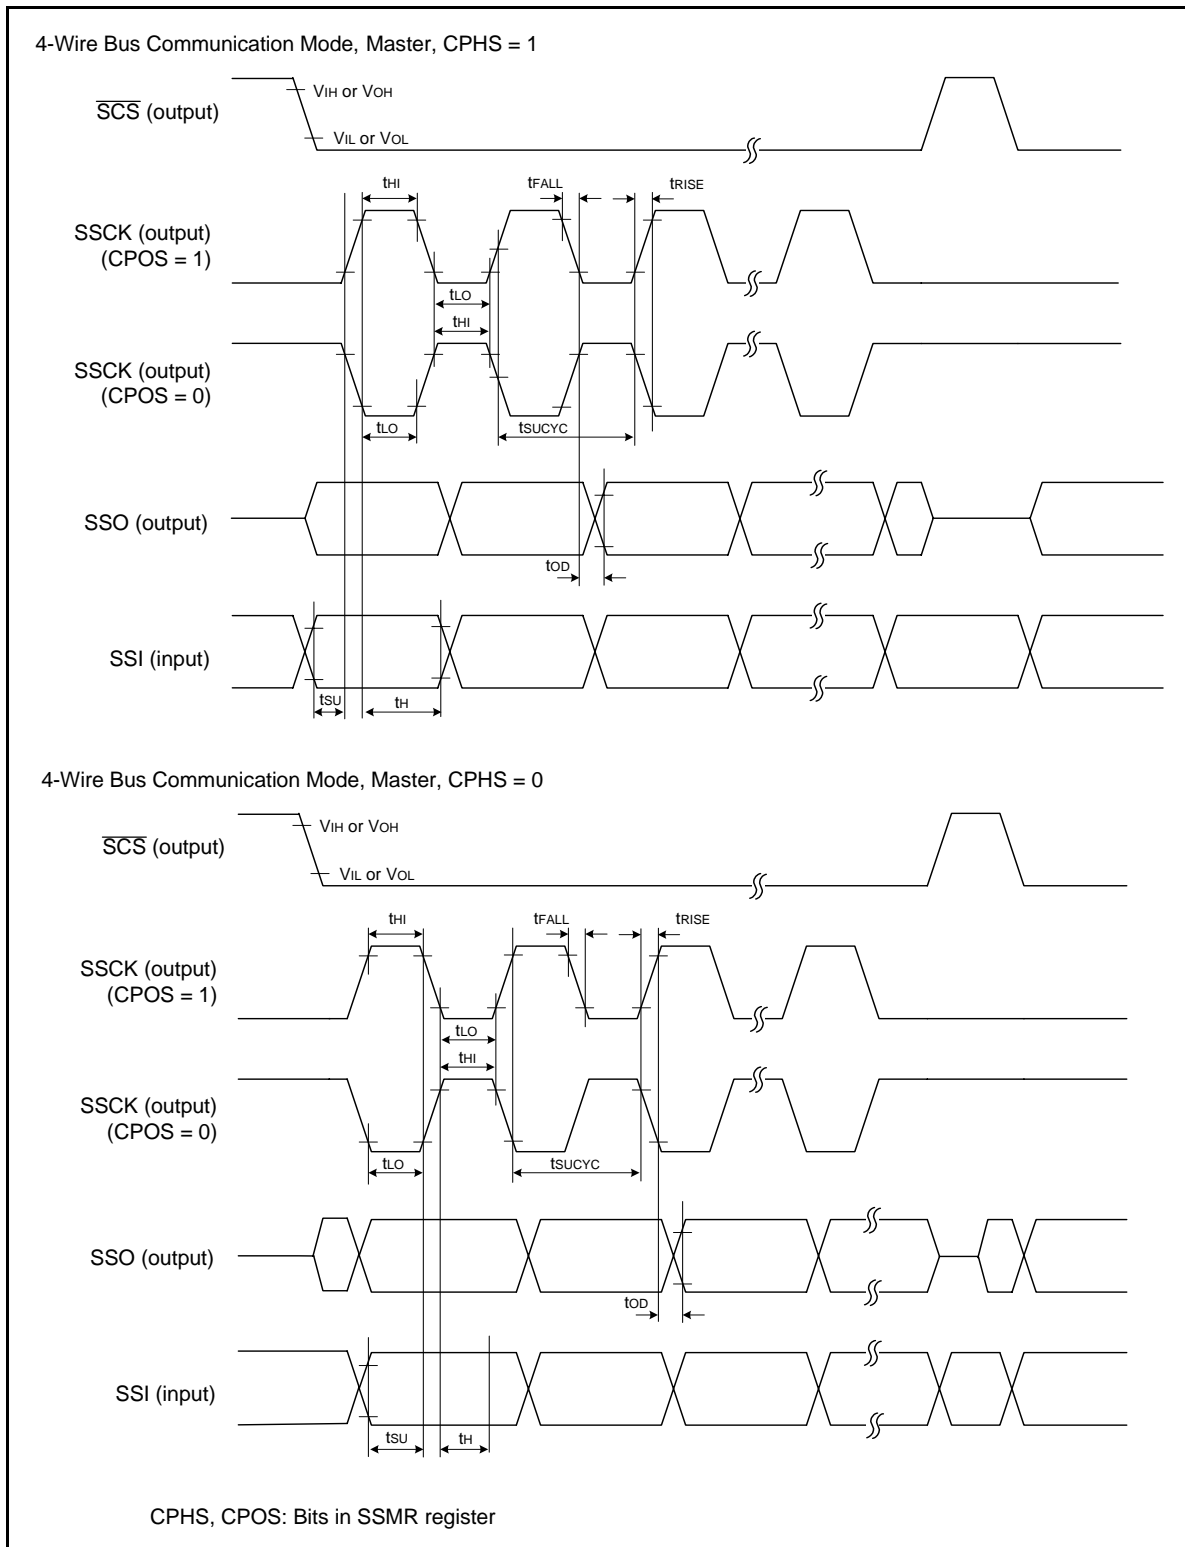 4-Wire Bus Communication Mode, Master, CPHS = 1
SCS (output)
VIH or VOH
VIL or VOL
tHI
tFALL
tRISE
SSCK (output)
(CPOS = 1)
tLO
tHI
SSCK (output)
(CPOS = 0)
tLO
tSUCYC
SSO (output)
tOD
SSI (input)
tSU
tH
4-Wire Bus Communication Mode, Master, CPHS = 0
SCS (output)
VIH or VOH
VIL or VOL
tHI
tFALL
tRISE
SSCK (output)
(CPOS = 1)
tLO
tHI
SSCK (output)
(CPOS = 0)
tLO
tSUCYC
SSO (output)
tOD
SSI (input)
tSU
tH
CPHS, CPOS: Bits in SSMR register